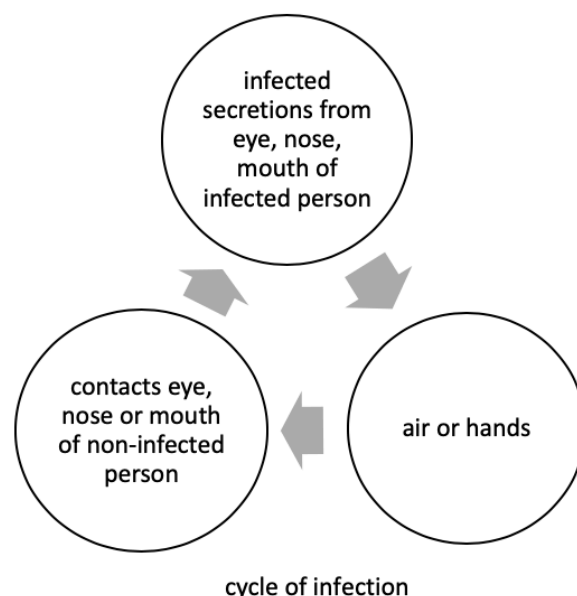 infected
secretions from
eye, nose,
mouth of
infected person
air or hands
contacts eye,
nose or mouth
of non-infected
person
cycle of infection